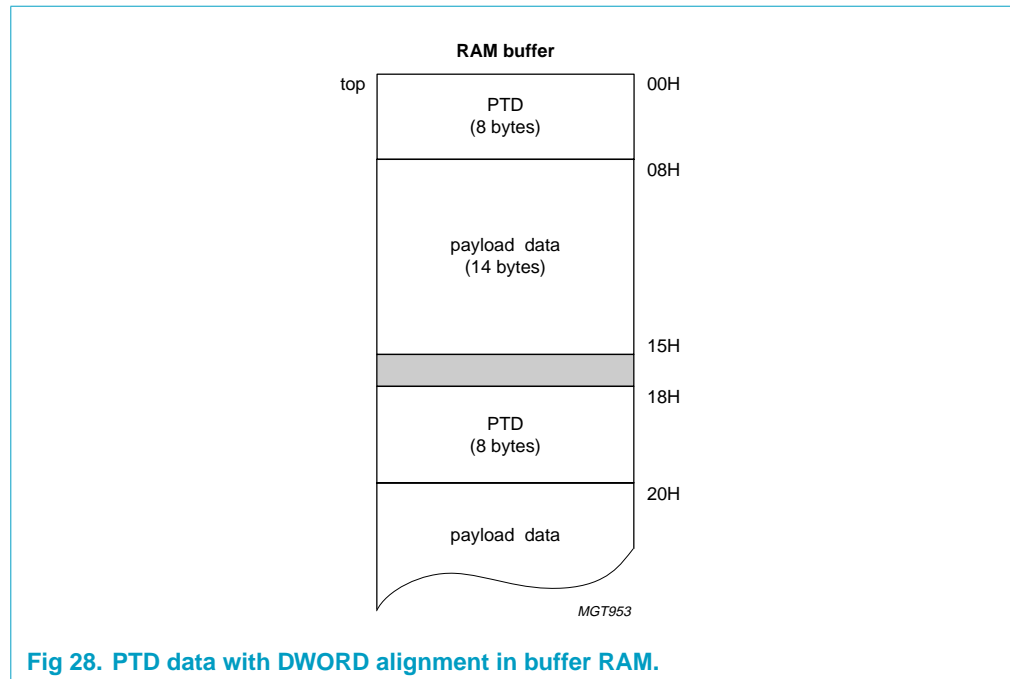 RAM buffer
top
00H
PTD
(8 bytes)
08H
payload data
(14 bytes)
15H
18H
PTD
(8 bytes)
20H
payload data
MGT953
Fig 28. PTD data with DWORD alignment in buffer RAM.